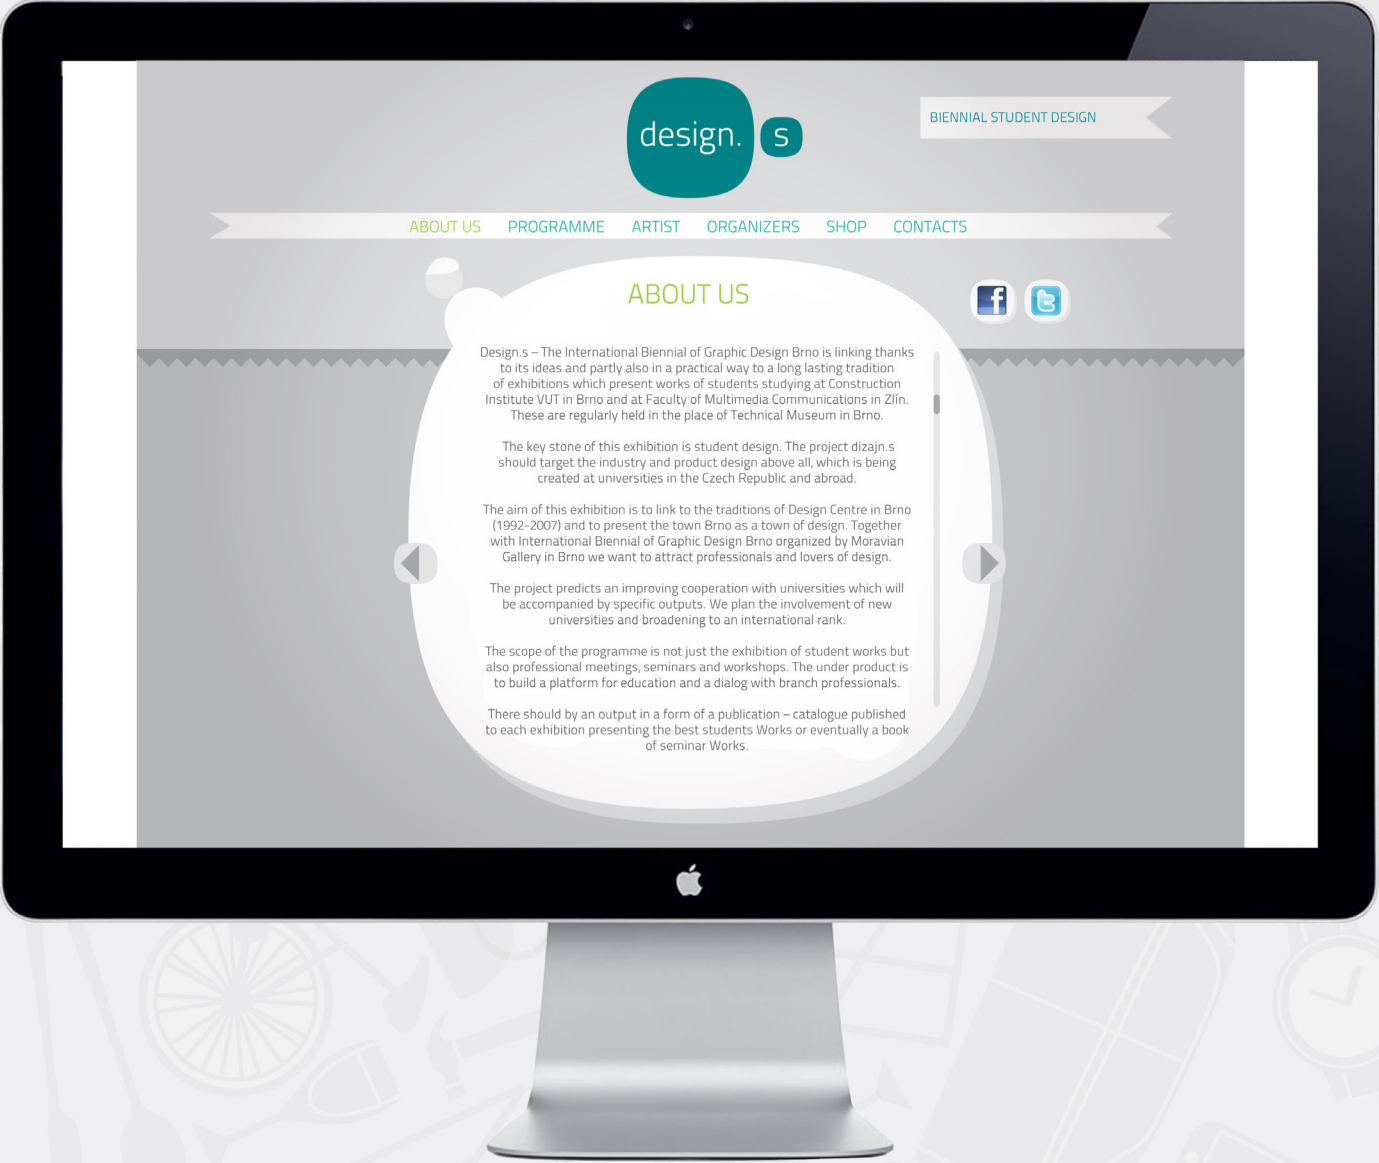 design. s
BIENNIAL STUDENT DESIGN
ABOUT US PROGRAMME ARTIST ORGANIZERS SHOP CONTACTS
ABOUT US
Design.s – The International Biennial of Graphic Design Brno is linking thanks
to its ideas and partly also in a practical way to a long lasting tradition
of exhibitions which present works of students studying at Construction
Institute VUT in Brno and at Faculty of Multimedia Communications in Zlín.
These are regularly held in the place of Technical Museum in Brno.
The key stone of this exhibition is student design. The project dizajn.s
should target the industry and product design above all, which is being
created at universities in the Czech Republic and abroad.
The aim of this exhibition is to link to the traditions of Design Centre in Brno
(1992-2007) and to present the town Brno as a town of design. Together
with International Biennial of Graphic Design Brno organized by Moravian
Gallery in Brno we want to attract professionals and lovers of design.
The project predicts an improving cooperation with universities which will
be accompanied by specific outputs. We plan the involvement of new
universities and broadening to an international rank.
The scope of the programme is not just the exhibition of student works but
also professional meetings, seminars and workshops. The under product is
to build a platform for education and a dialog with branch professionals.
There should by an output in a form of a publication – catalogue published
to each exhibition presenting the best students Works or eventually a book
of seminar Works.